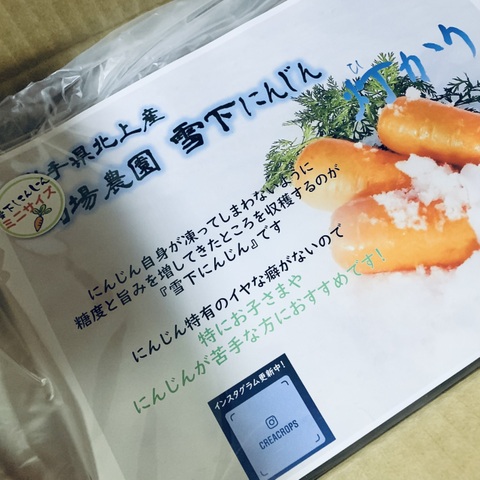 手県北上産
場農園 雪下にんじん
灯かり
ひ
雪下にんじん
ミニサイズ
にんじん自身が凍ってしまわないように
糖度と旨みを増してきたところを収穫するのが
『雪下にんじん』です
にんじん特有のイヤな癖がないので
特にお子さまや
にんじんが苦手な方におすすめです!
インスタグラム更新中!
CREACROPS